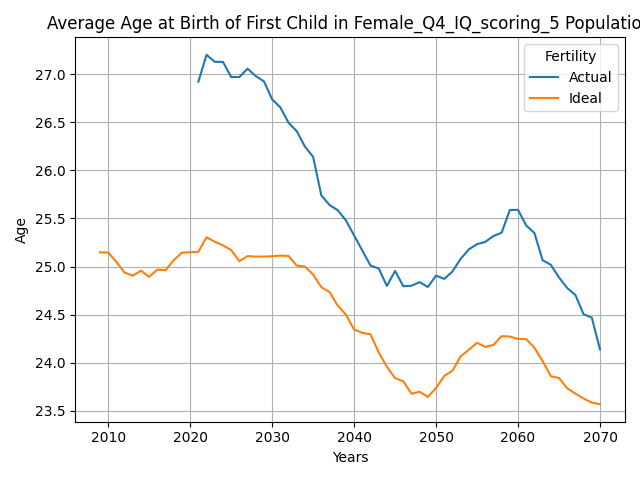 Average Age at Birth of First Child in Female_Q4_IQ_scoring_5 Populatio
Fertility
Actual
Ideal
27.0
26.5
26.0
25.5
25.0
24.5
24.0
23.5
Age
2010 2020 2030 2040 2050 2060 2070
Years